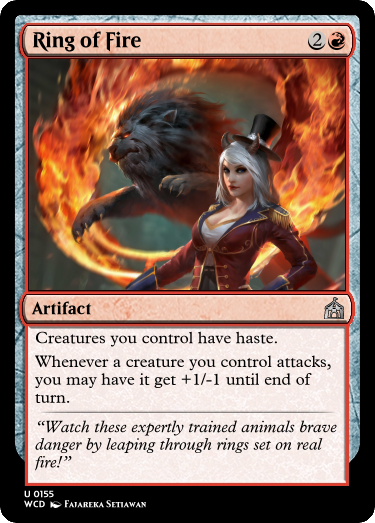 Ring of Fire 2
Artifact
Creatures you control have haste.
Whenever a creature you control attacks,
you may have it get +1/-1 until end of
turn.
“Watch these expertly trained animals brave
danger by leaping through rings set on real
fire!”
U 0155
WCD Fajareka Setiawan